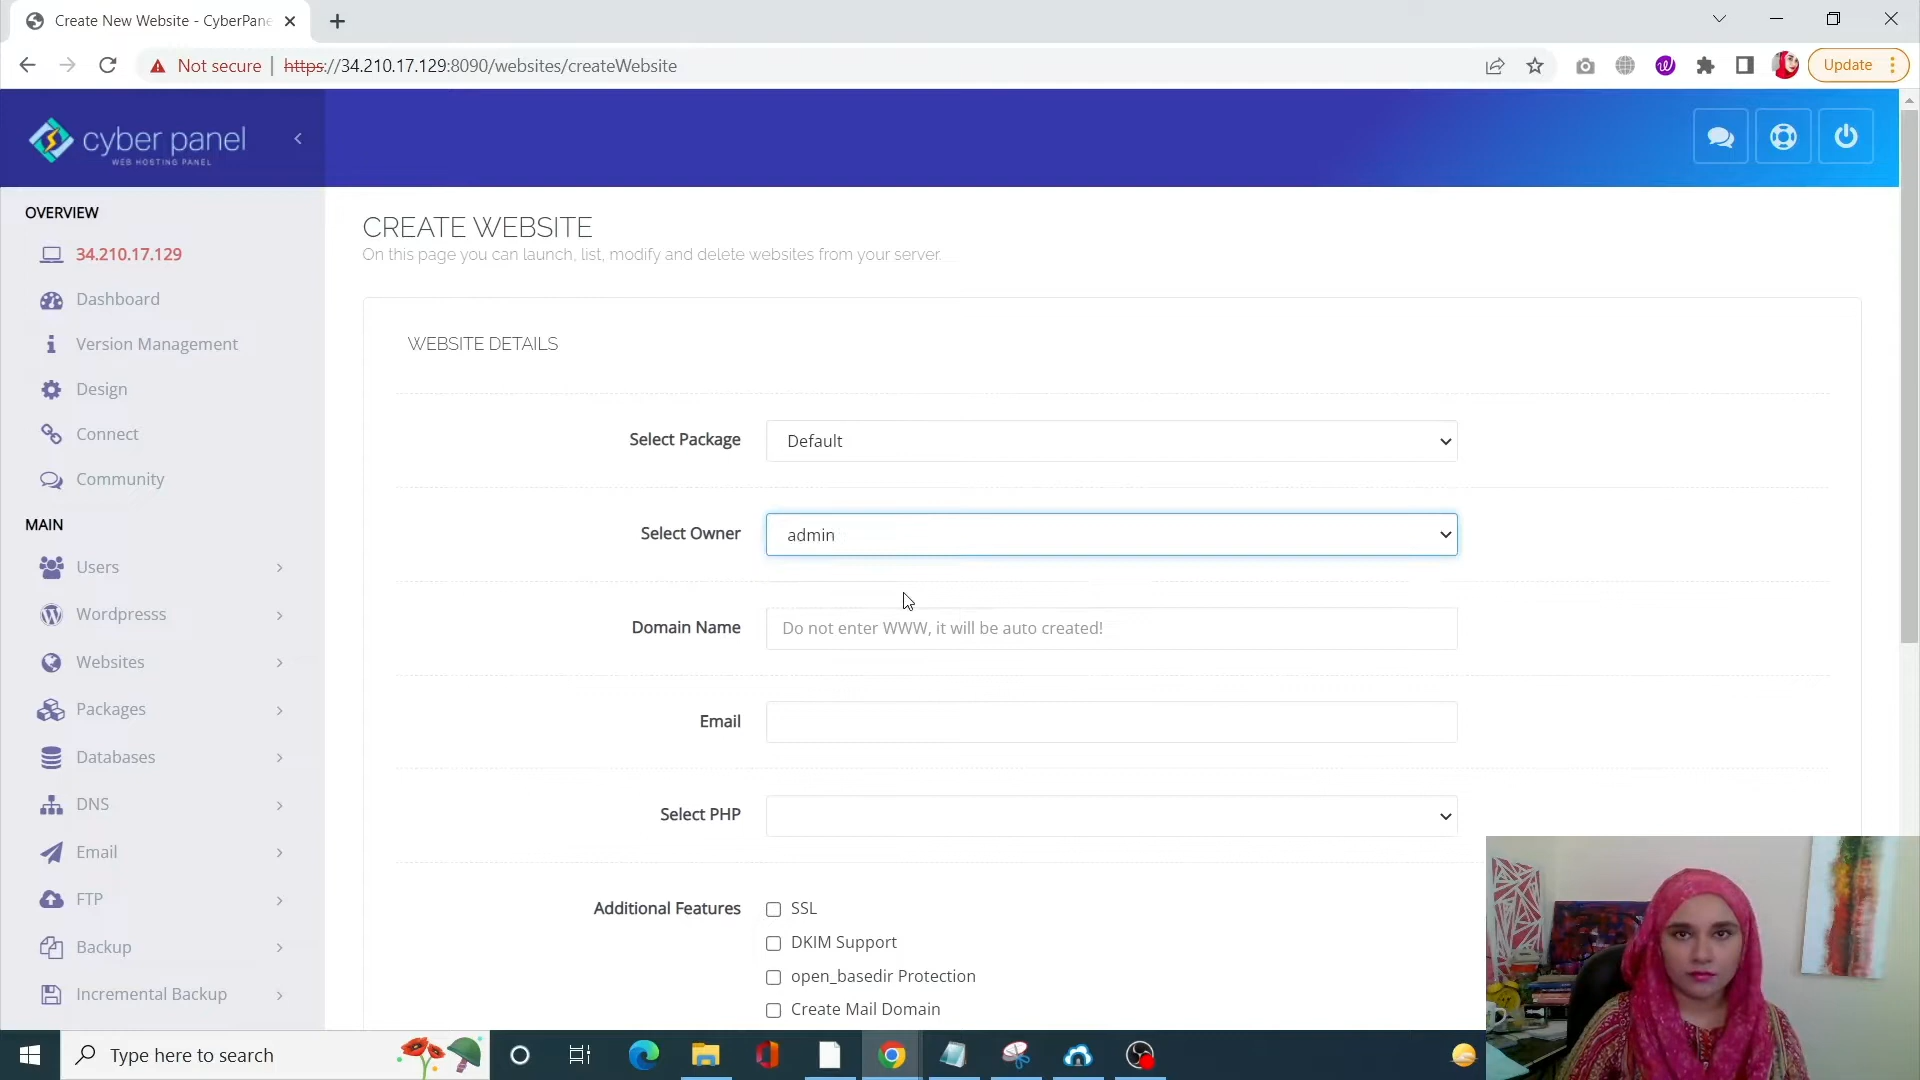 Create New Website - CyberPane
Not secure | https://34.210.17.129:8090/websites/createWebsite
Update
cyber panel
WEB HOSTING PANEL
OVERVIEW
34.210.17.129
Dashboard
Version Management
Design
Connect
Community
MAIN
Users
Wordpresss
Websites
Packages
Databases
DNS
Email
FTP
Backup
Incremental Backup
CREATE WEBSITE
On this page you can launch, list, modify and delete websites from your server.
WEBSITE DETAILS
Select Package
Default
Select Owner
admin
Domain Name
Do not enter WWW, it will be auto created!
Email
Select PHP
Additional Features
SSL
DKIM Support
open_basedir Protection
Create Mail Domain
Type here to search